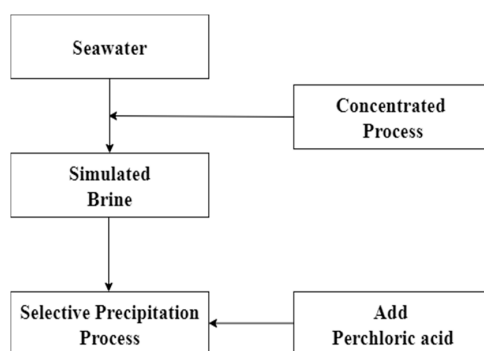 Seawater
Concentrated
Process
Simulated
Brine
Selective Precipitation
Process
Add
Perchloric acid